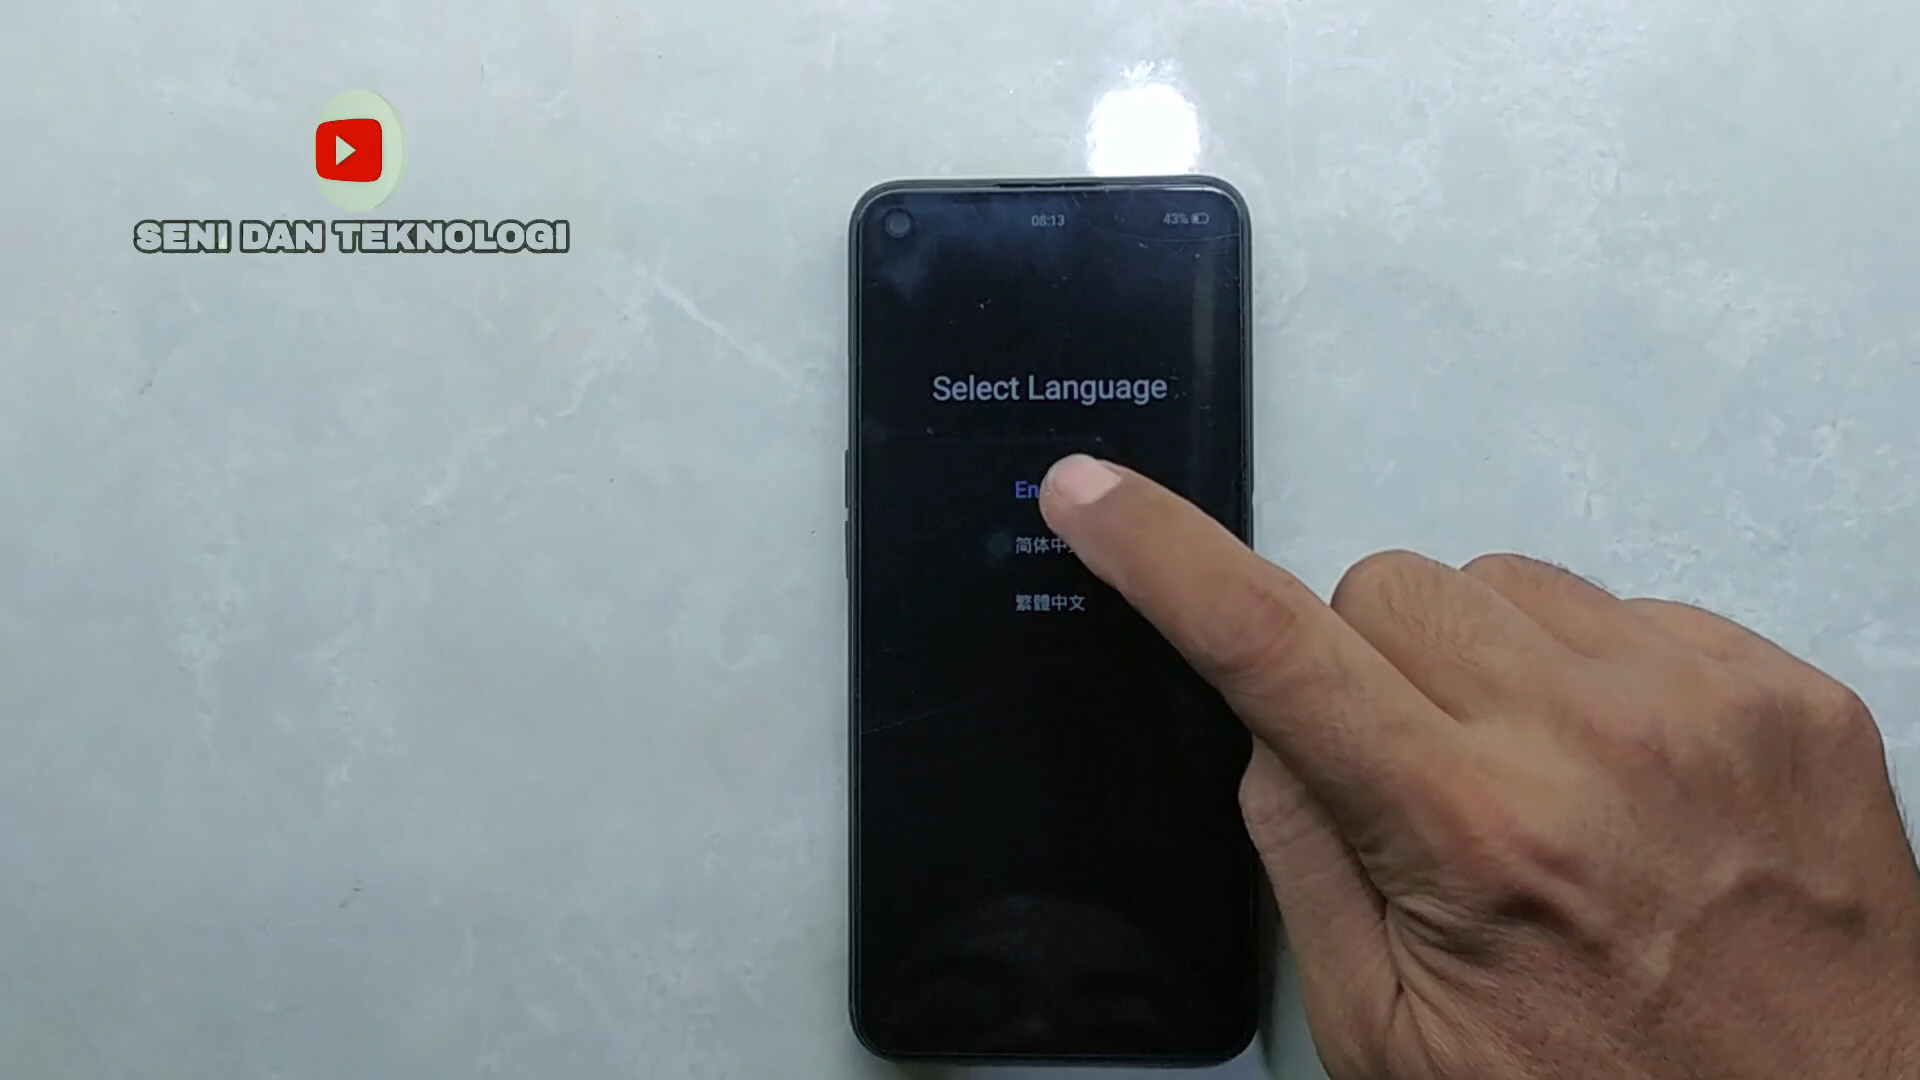 SENI DAN TEKNOLOGI
08:13
43%
Select Language
繁體中文